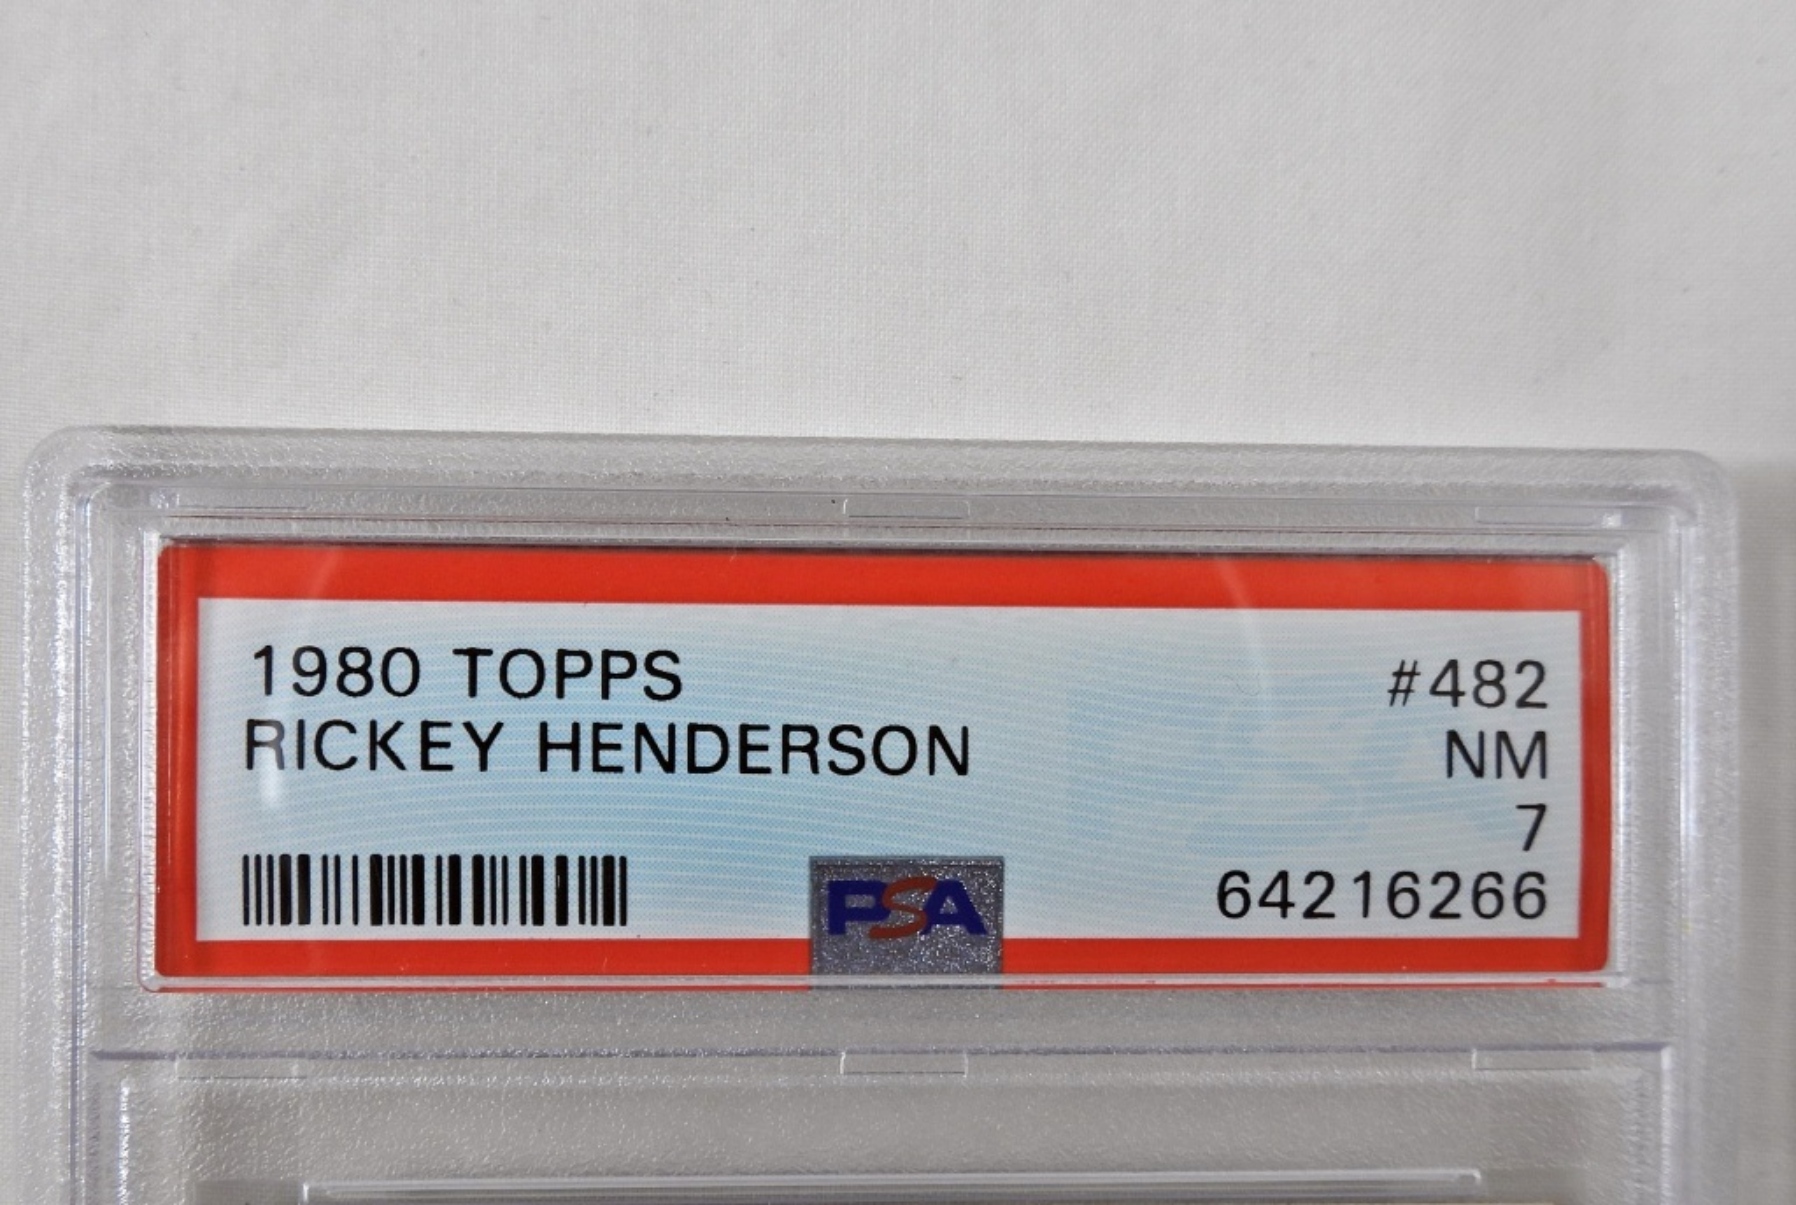 1980 TOPPS #482
RICKEY HENDERSON NM
7
PSA 64216266